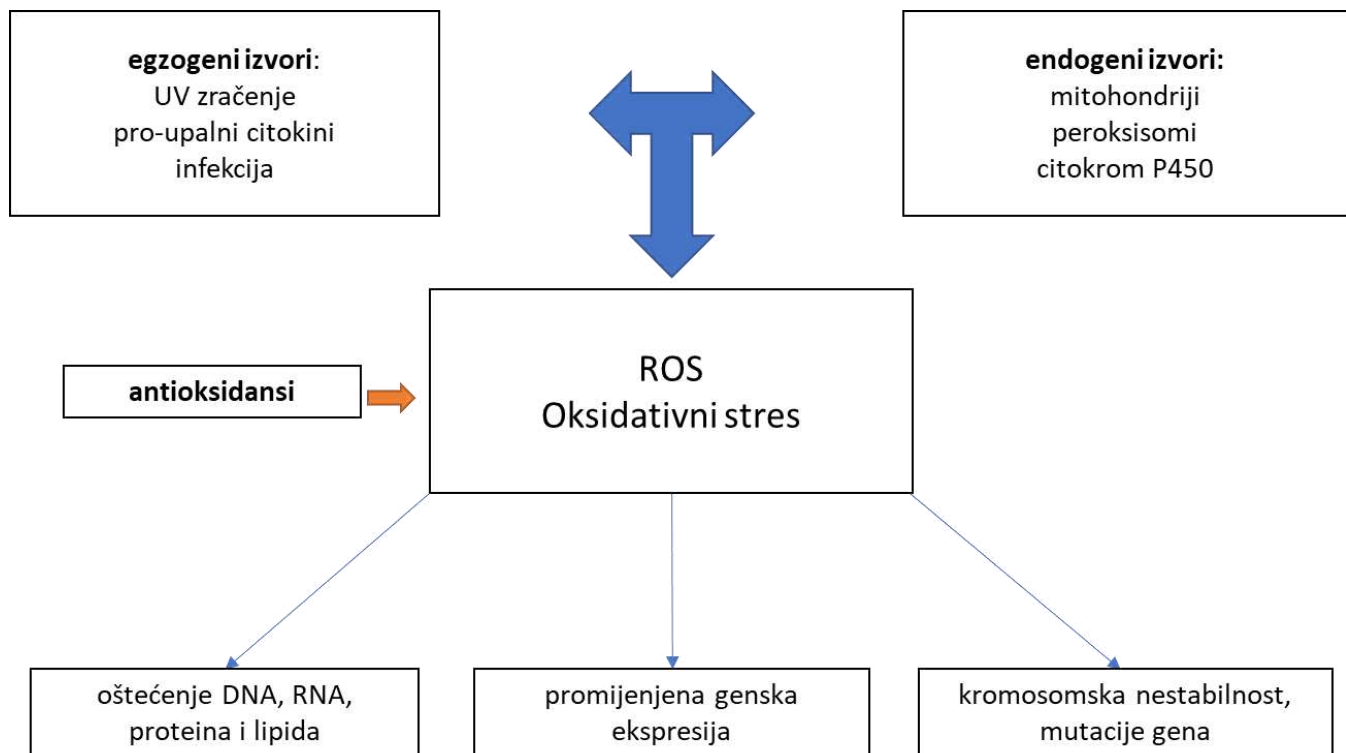 egzogeni izvori:
UV zračenje
pro-upalni citokini
infekcija
endogeni izvori:
mitohondriji
peroksisomi
citokrom P450
ROS
Oksidativni stres
antioksidansi
oštećenje DNA, RNA,
proteina i lipida
promijenjena genska
ekspresija
kromosomska nestabilnost,
mutacije gena